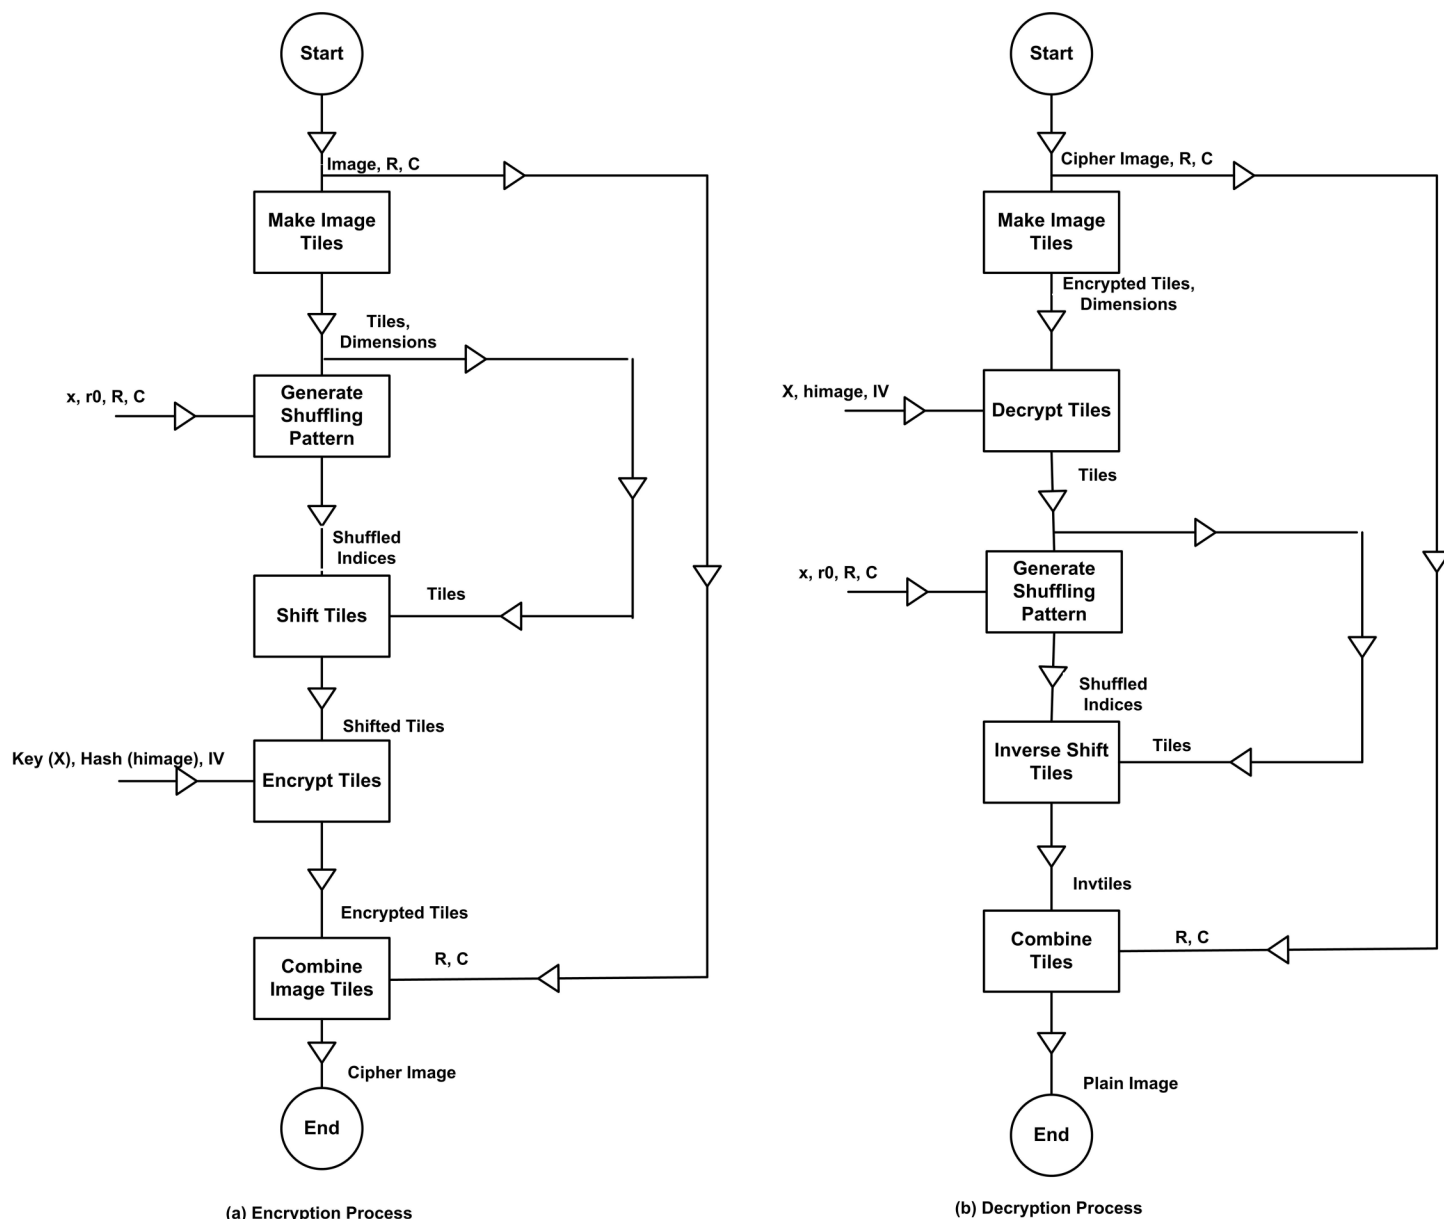 Start
Image, R, C
Make Image
Tiles
Tiles,
Dimensions
x, r0, R, C
Generate
Shuffling
Pattern
Shuffled
Indices
Shift Tiles
Tiles
Shifted Tiles
Key (X), Hash (himage), IV
Encrypt Tiles
Encrypted Tiles
Combine
Image Tiles
R, C
Cipher Image
End
(a) Encryption Process
Start
Cipher Image, R, C
Make Image
Tiles
Encrypted Tiles,
Dimensions
X, himage, IV
Decrypt Tiles
Tiles
x, r0, R, C
Generate
Shuffling
Pattern
Shuffled
Indices
Inverse Shift
Tiles
Tiles
Invtiles
Combine
Tiles
R, C
Plain Image
End
(b) Decryption Process